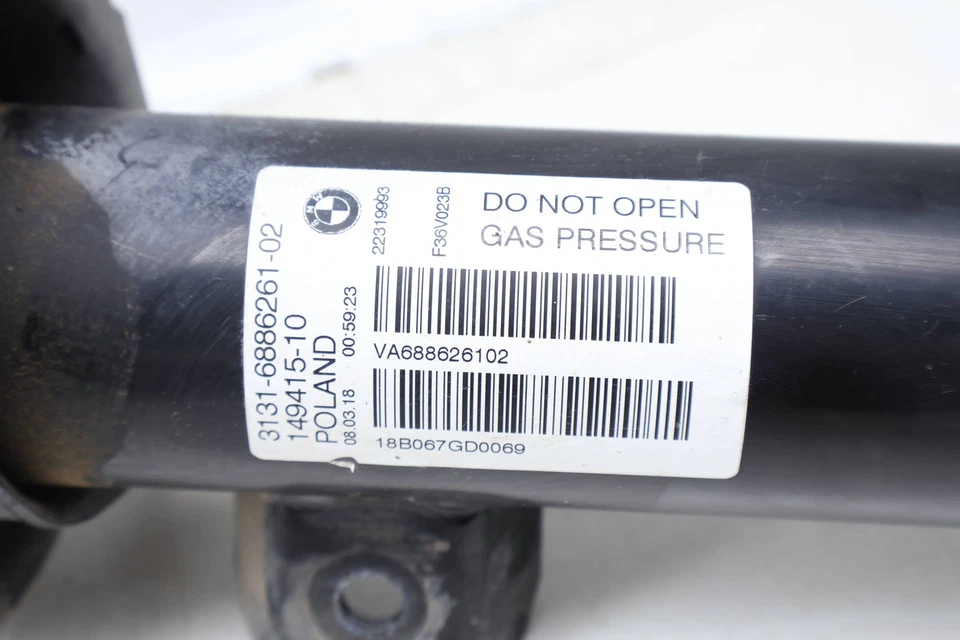 DO NOT OPEN
GAS PRESSURE
VA688626102
18B067GD0069
3131-6886261-02
149415-10
POLAND
08.03.18 00:59:23
22319993
F36V023B
BMW